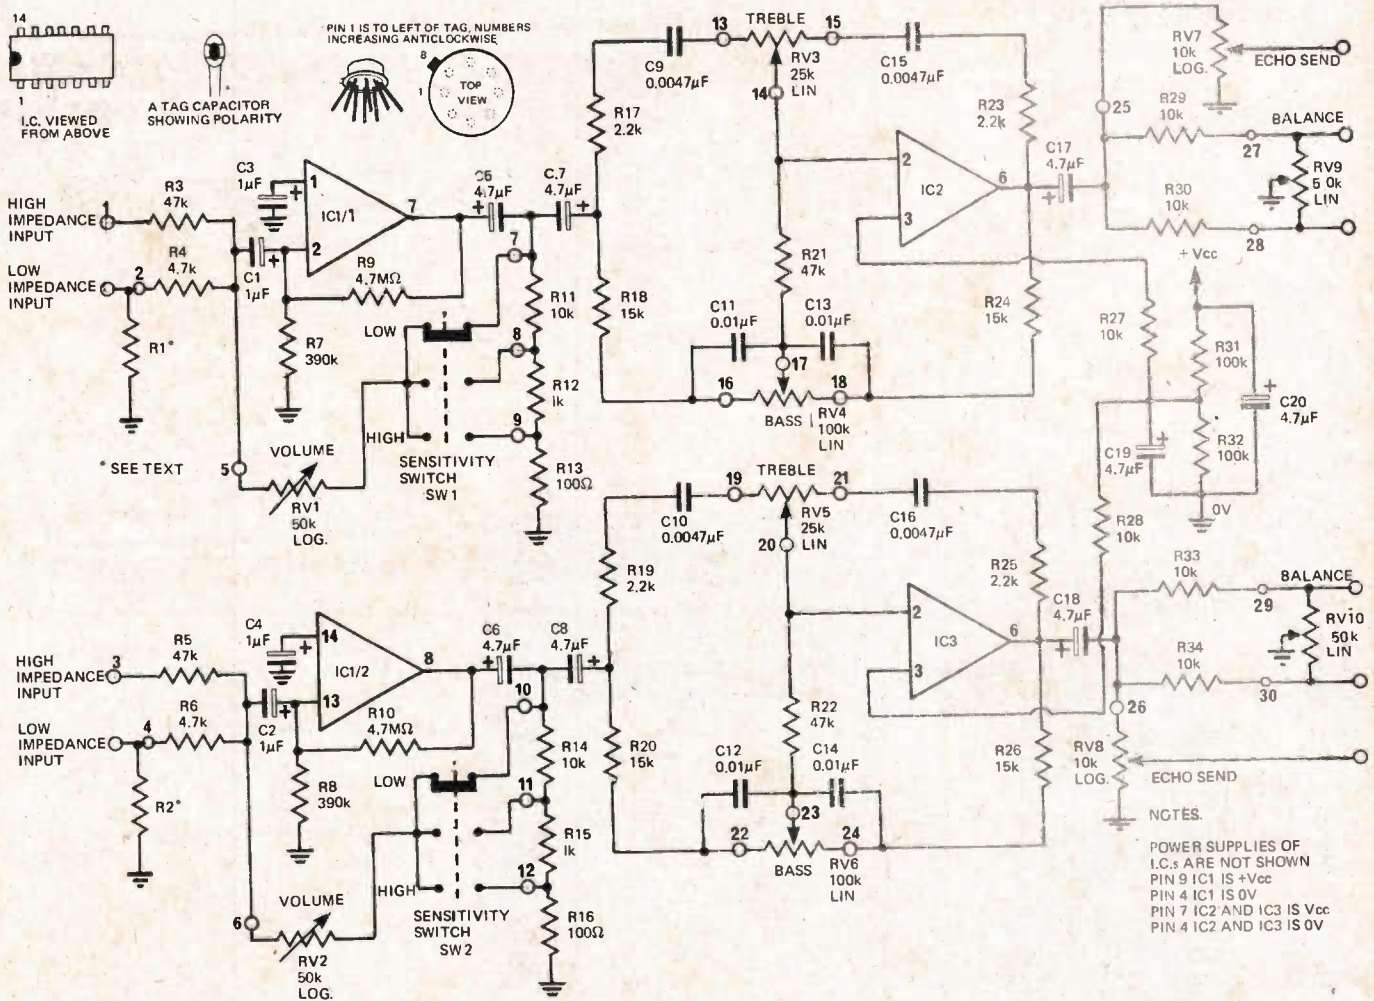 14
1
I.C. VIEWED
FROM ABOVE
A TAG CAPACITOR
SHOWING POLARITY
PIN 1 IS TO LEFT OF TAG, NUMBERS
INCREASING ANTICLOCKWISE
8
1
TOP
VIEW
HIGH
IMPEDANCE
INPUT
1
R3
47k
LOW
IMPEDANCE
INPUT
2
R4
4.7k
R1*
* SEE TEXT
C3
1µF
+
1
IC1/1
7
2
C1
1µF
+
R9
4.7MΩ
R7
390k
5
VOLUME
RV1
50k
LOG.
LOW
HIGH
SENSITIVITY
SWITCH
SW1
C5
4.7µF
+
C.7
4.7µF
+
7
R11
10k
8
R12
1k
9
R13
100Ω
R17
2.2k
R18
15k
C9
0.0047µF
13
TREBLE
15
RV3
25k
LIN
14
C15
0.0047µF
R21
47k
C11
0.01µF
C13
0.01µF
17
16
18
BASS
RV4
100k
LIN
2
IC2
6
3
R23
2.2k
R24
15k
C17
4.7µF
+
25
RV7
10k
LOG.
ECHO SEND
R29
10k
27
BALANCE
RV9
5 0k
LIN
R30
10k
28
+ Vcc
R27
10k
R31
100k
R32
100k
C19
4.7µF
+
C20
4.7µF
+
0V
R28
10k
HIGH
IMPEDANCE
INPUT
3
R5
47k
LOW
IMPEDANCE
INPUT
4
R6
4.7k
R2*
C4
1µF
+
14
IC1/2
8
13
C2
1µF
+
R10
4.7MΩ
R8
390k
6
VOLUME
RV2
50k
LOG.
LOW
HIGH
SENSITIVITY
SWITCH
SW2
C6
4.7µF
+
C8
4.7µF
+
10
R14
10k
11
R15
1k
12
R16
100Ω
R19
2.2k
R20
15k
C10
0.0047µF
19
TREBLE
21
RV5
25k
LIN
20
C16
0.0047µF
R22
47k
C12
0.01µF
C14
0.01µF
23
22
24
BASS
RV6
100k
LIN
2
IC3
6
3
R25
2.2k
R26
15k
C18
4.7µF
+
R33
10k
29
BALANCE
RV10
50k
LIN
R34
10k
30
26
RV8
10k
LOG.
ECHO SEND
NOTES.
POWER SUPPLIES OF
I.C.s ARE NOT SHOWN
PIN 9 IC1 IS +Vcc
PIN 4 IC1 IS 0V
PIN 7 IC2 AND IC3 IS Vcc
PIN 4 IC2 AND IC3 IS 0V